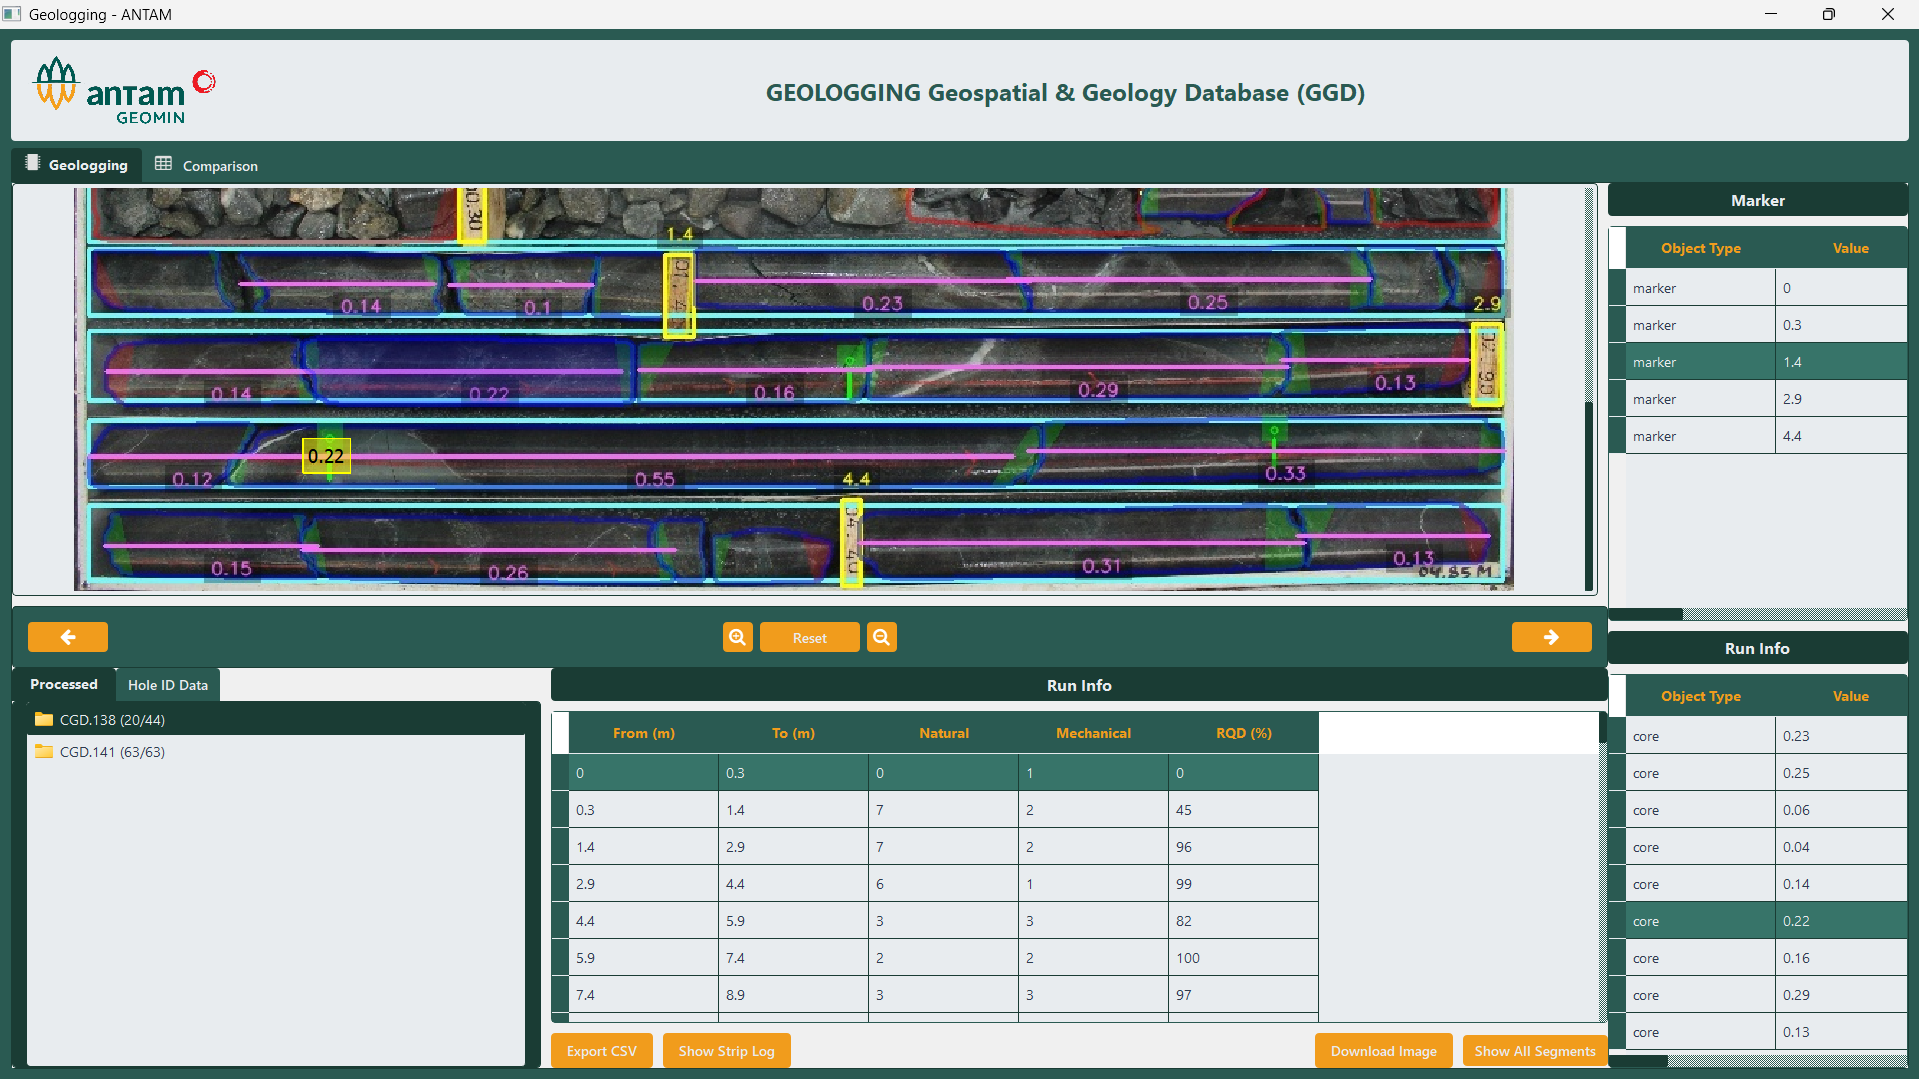 Geologging - ANTAM
anTam
GEOMIN
GEOLOGGING Geospatial & Geology Database (GGD)
Geologging
Comparison
0.30
1.4
01.4
0.14
0.1
0.23
0.25
2.9
02.90
0.14
0.22
0.16
0.29
0.13
0.12
0.22
0.55
4.4
0.33
04.40
0.15
0.26
0.31
0.13
04.85 M
Reset
Marker
Object Type Value
marker 0
marker 0.3
marker 1.4
marker 2.9
marker 4.4
Run Info
Object Type Value
core 0.23
core 0.25
core 0.06
core 0.04
core 0.14
core 0.22
core 0.16
core 0.29
core 0.13
Processed
Hole ID Data
CGD.138 (20/44)
CGD.141 (63/63)
Run Info
From (m) To (m) Natural Mechanical RQD (%)
0 0.3 0 1 0
0.3 1.4 7 2 45
1.4 2.9 7 2 96
2.9 4.4 6 1 99
4.4 5.9 3 3 82
5.9 7.4 2 2 100
7.4 8.9 3 3 97
Export CSV
Show Strip Log
Download Image
Show All Segments